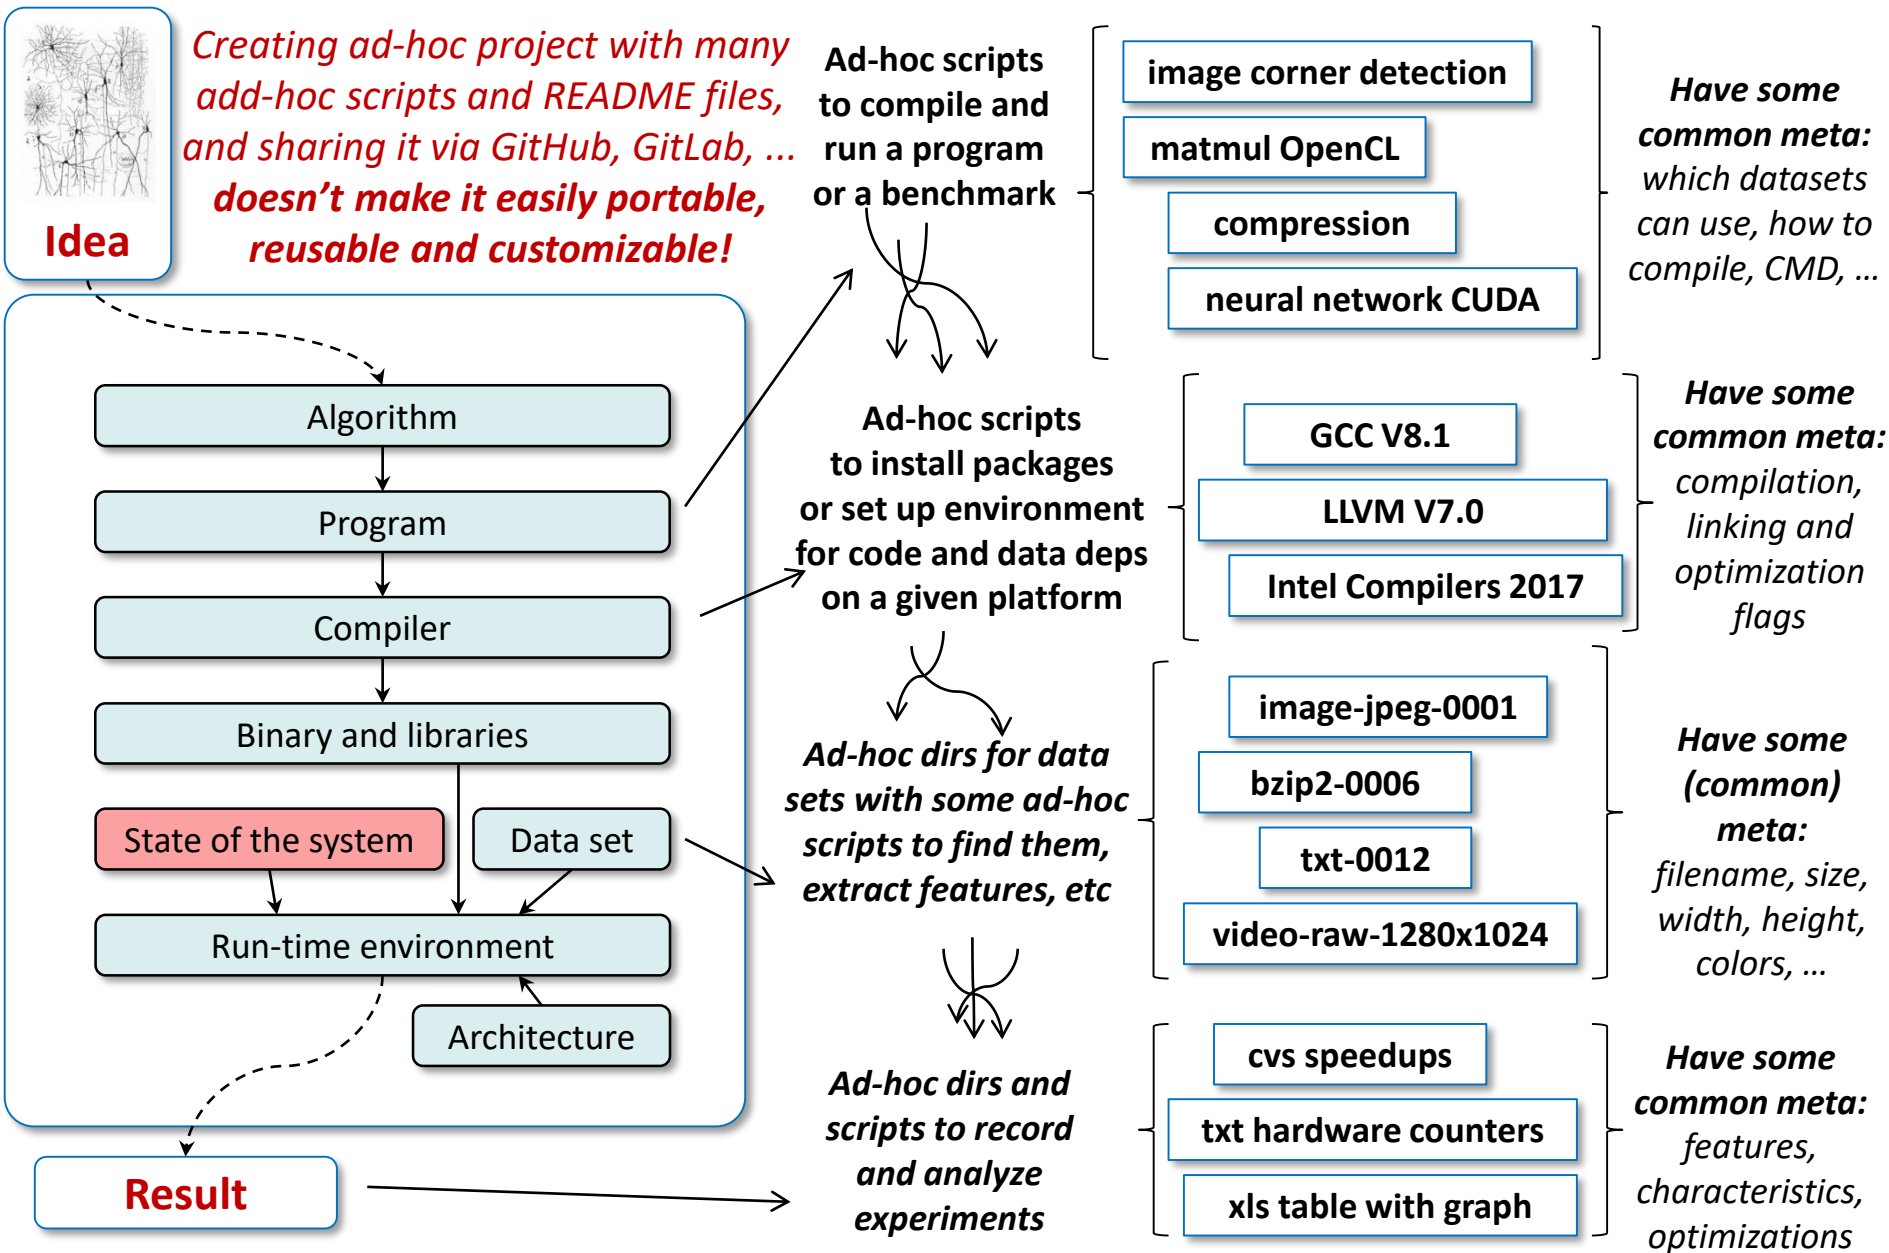 Idea
Creating ad-hoc project with many
add-hoc scripts and README files,
and sharing it via GitHub, GitLab, ...
doesn’t make it easily portable,
reusable and customizable!
Algorithm
Program
Compiler
Binary and libraries
State of the system
Data set
Run-time environment
Architecture
Result
Ad-hoc scripts
to compile and
run a program
or a benchmark
image corner detection
matmul OpenCL
compression
neural network CUDA
Have some
common meta:
which datasets
can use, how to
compile, CMD, …
Ad-hoc scripts
to install packages
or set up environment
for code and data deps
on a given platform
GCC V8.1
LLVM V7.0
Intel Compilers 2017
Have some
common meta:
compilation,
linking and
optimization
flags
Ad-hoc dirs for data
sets with some ad-hoc
scripts to find them,
extract features, etc
image-jpeg-0001
bzip2-0006
txt-0012
video-raw-1280x1024
Have some
(common)
meta:
filename, size,
width, height,
colors, …
Ad-hoc dirs and
scripts to record
and analyze
experiments
cvs speedups
txt hardware counters
xls table with graph
Have some
common meta:
features,
characteristics,
optimizations